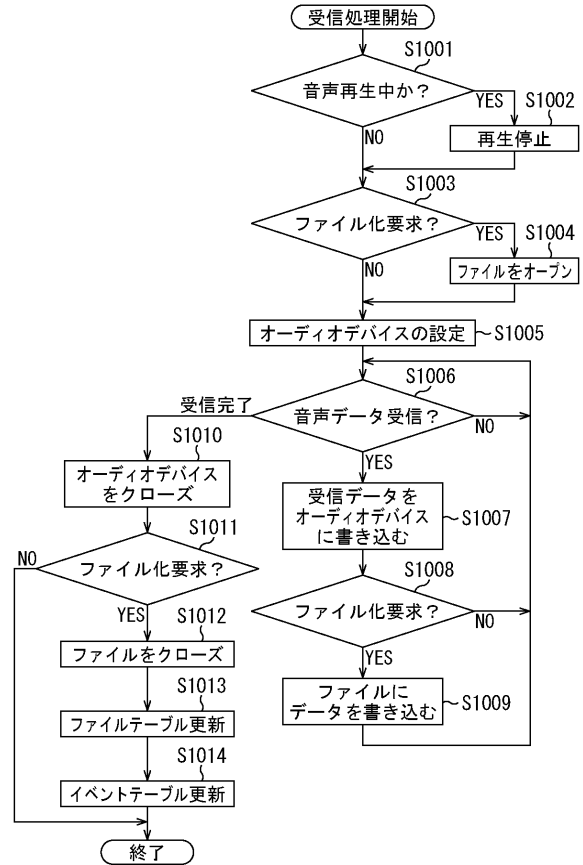 受信処理開始
S1001
音声再生中か?
YES
S1002
再生停止
NO
S1003
ファイル化要求?
YES
S1004
ファイルをオープン
NO
オーディオデバイスの設定
S1005
S1006
音声データ受信?
NO
受信完了
YES
S1010
オーディオデバイス
をクローズ
受信データを
オーディオデバイス
に書き込む
S1007
S1011
ファイル化要求?
NO
YES
S1008
ファイル化要求?
NO
YES
S1012
ファイルをクローズ
S1013
ファイルテーブル更新
ファイルに
データを書き込む
S1009
S1014
イベントテーブル更新
終了